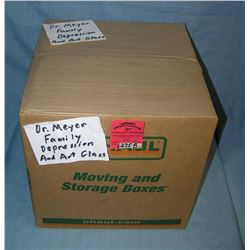 Dr. Meyer
Family
Depression
And Art Glass
Dr. Meyer
Family
Depression
And Art Glass
UL
Moving and
Storage Boxes
uhaul.com